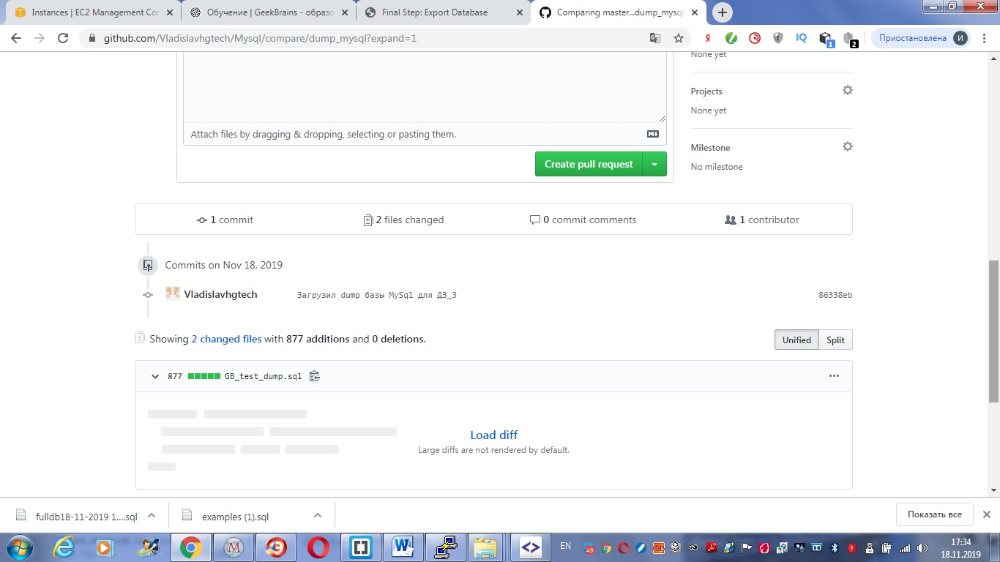 Instances | EC2 Management Con
Обучение | GeekBrains - образо
Final Step: Export Database
Comparing master...dump_mysql
github.com/Vladislavhgtech/Mysql/compare/dump_mysql?expand=1
Я
IQ
1
2
Приостановлена
И
None yet
Projects
None yet
Attach files by dragging & dropping, selecting or pasting them.
Milestone
No milestone
Create pull request
1 commit
2 files changed
0 commit comments
1 contributor
Commits on Nov 18, 2019
Vladislavhgtech
Загрузил dump базы MySql для ДЗ_3
86338eb
Showing 2 changed files with 877 additions and 0 deletions.
Unified
Split
877
GB_test_dump.sql
Load diff
Large diffs are not rendered by default.
fulldb18-11-2019 1....sql
examples (1).sql
Показать все
EN
49
17:34
18.11.2019